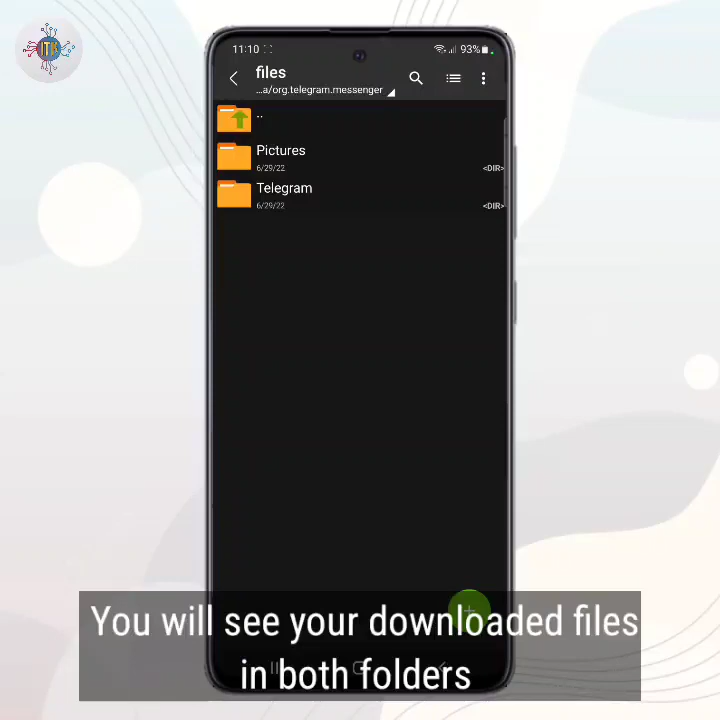 ITK
11:10
93%
files
...a/org.telegram.messenger
..
Pictures
6/29/22
<DIR>
Telegram
6/29/22
<DIR>
You will see your downloaded files
in both folders